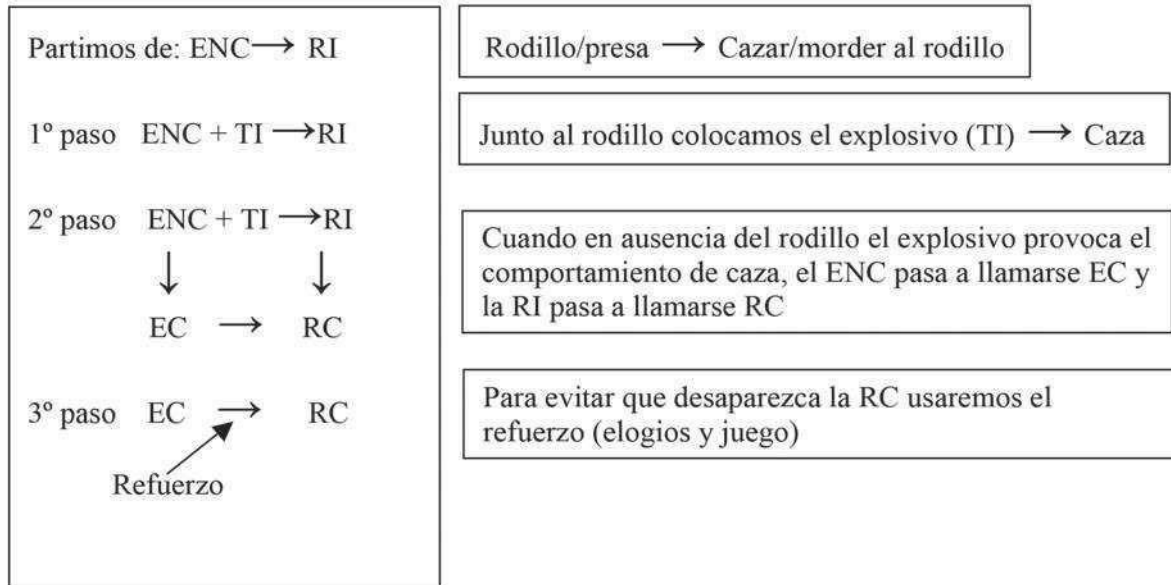 Partimos de: ENC → RI
Rodillo/presa → Cazar/morder al rodillo
1º paso ENC + TI → RI
Junto al rodillo colocamos el explosivo (TI) → Caza
2º paso ENC + TI → RI
↓ ↓
EC → RC
Cuando en ausencia del rodillo el explosivo provoca el
comportamiento de caza, el ENC pasa a llamarse EC y
la RI pasa a llamarse RC
3º paso EC → RC
Refuerzo
Para evitar que desaparezca la RC usaremos el
refuerzo (elogios y juego)